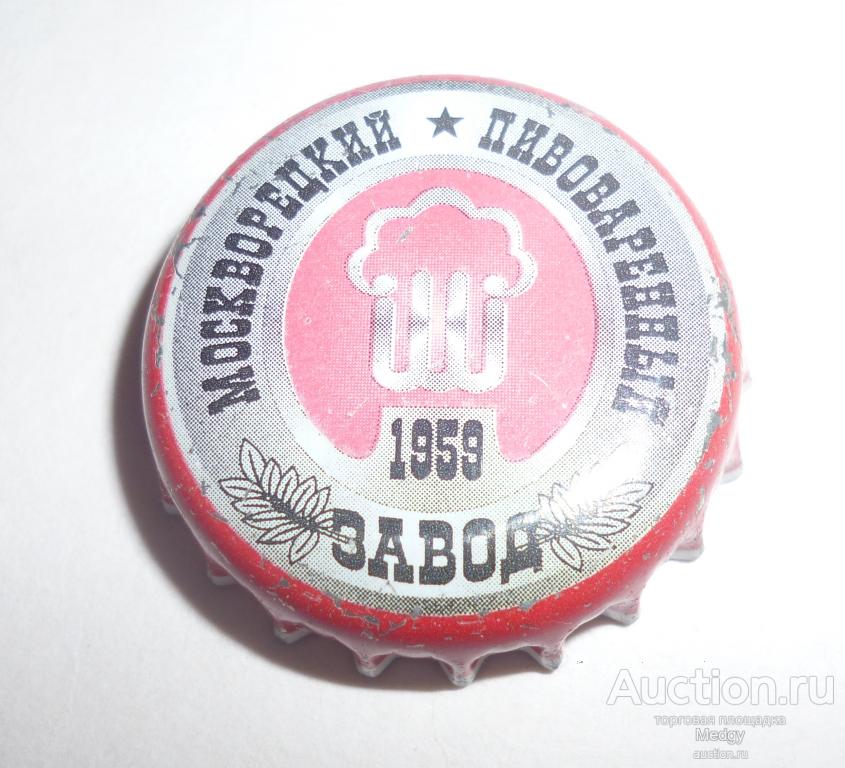 МОСКВОРЕЦКИЙ ★ ПИВОВАРЕННЫЙ
1959
ЗАВОД
Auction.ru
торговая площадка
Medgy
auction.ru